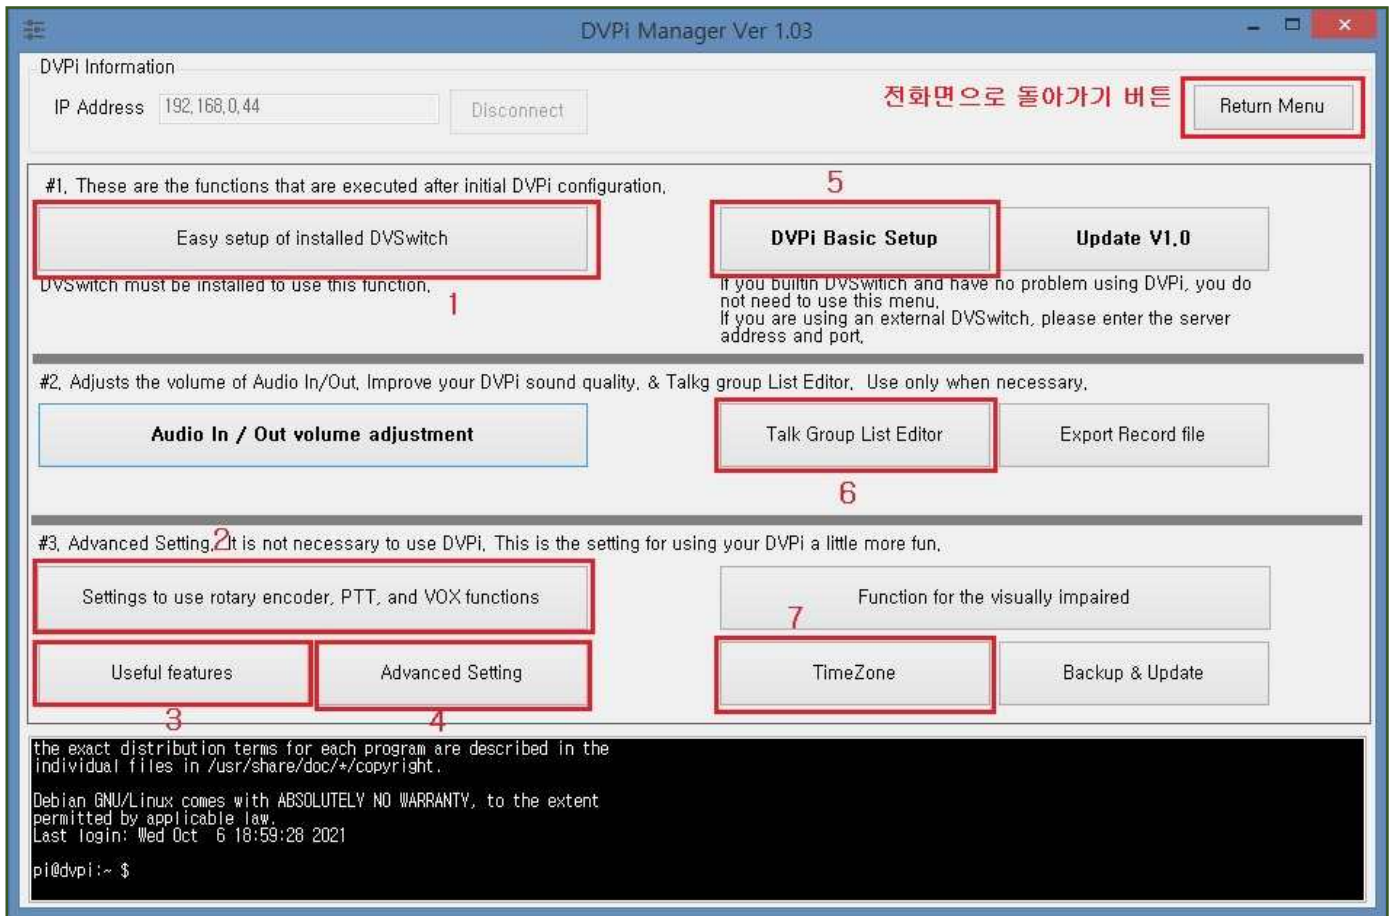 DVPi Manager Ver 1.03
DVPi Information
IP Address 192,168,0,44 Disconnect
전화면으로 돌아가기 버튼 Return Menu
#1, These are the functions that are executed after initial DVPi configuration,
5
Easy setup of installed DVSwitch
DVPi Basic Setup
Update V1,0
DVSwitch must be installed to use this function,
1
If you builtin DVSwitich and have no problem using DVPi, you do
not need to use this menu,
If you are using an external DVSwitch, please enter the server
address and port,
#2, Adjusts the volume of Audio In/Out, Improve your DVPi sound quality, & Talkg group List Editor, Use only when necessary,
Audio In / Out volume adjustment
Talk Group List Editor
Export Record file
6
#3, Advanced Setting, It is not necessary to use DVPi, This is the setting for using your DVPi a little more fun,
2
Settings to use rotary encoder, PTT, and VOX functions
Function for the visually impaired
7
Useful features
Advanced Setting
TimeZone
Backup & Update
3
4
the exact distribution terms for each program are described in the
individual files in /usr/share/doc/*/copyright.
Debian GNU/Linux comes with ABSOLUTELY NO WARRANTY, to the extent
permitted by applicable law.
Last login: Wed Oct  6 18:59:28 2021
pi@dvpi:~ $